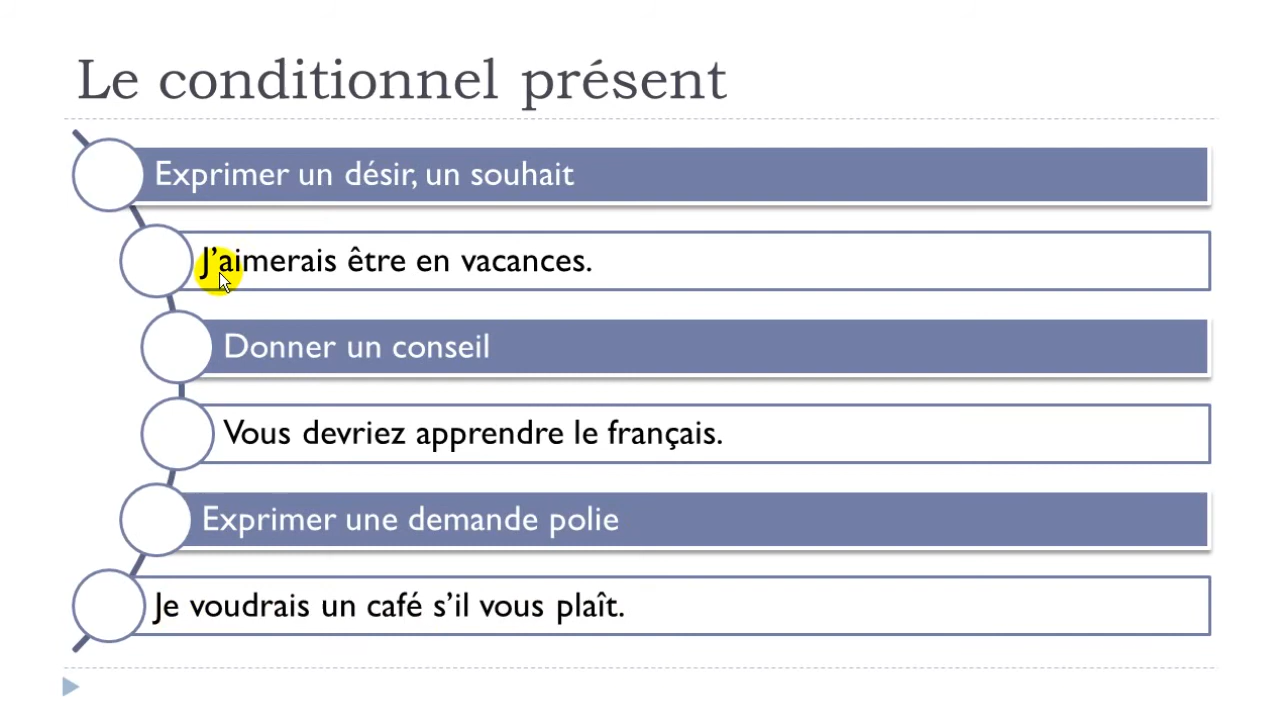 Le conditionnel présent
Exprimer un désir, un souhait
J’aimerais être en vacances.
Donner un conseil
Vous devriez apprendre le français.
Exprimer une demande polie
Je voudrais un café s’il vous plaît.